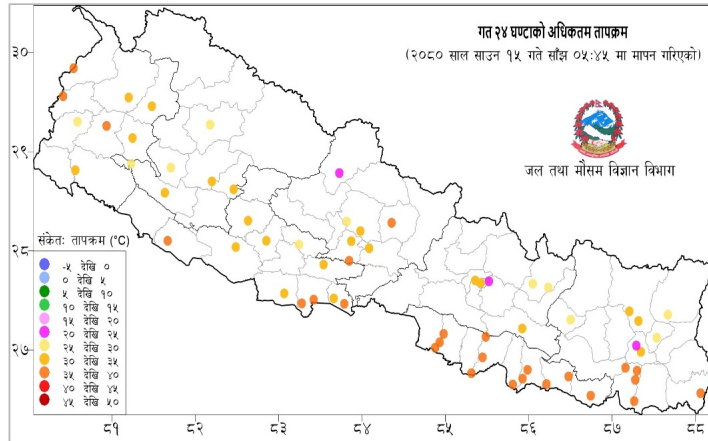 गत २४ घण्टाको अधिकतम तापक्रम
(२०८० साल साउन १५ गते साँझ ०५:४५ मा मापन गरिएको)
जल तथा मौसम विज्ञान विभाग
३०
२९
२८
२७
संकेतः तापक्रम (°C)
-५ देखि ०
० देखि ५
५ देखि १०
१० देखि १५
१५ देखि २०
२० देखि २५
२५ देखि ३०
३० देखि ३५
३५ देखि ४०
४० देखि ४५
४५ देखि ५०
८१ ८२ ८३ ८४ ८५ ८६ ८७ ८८